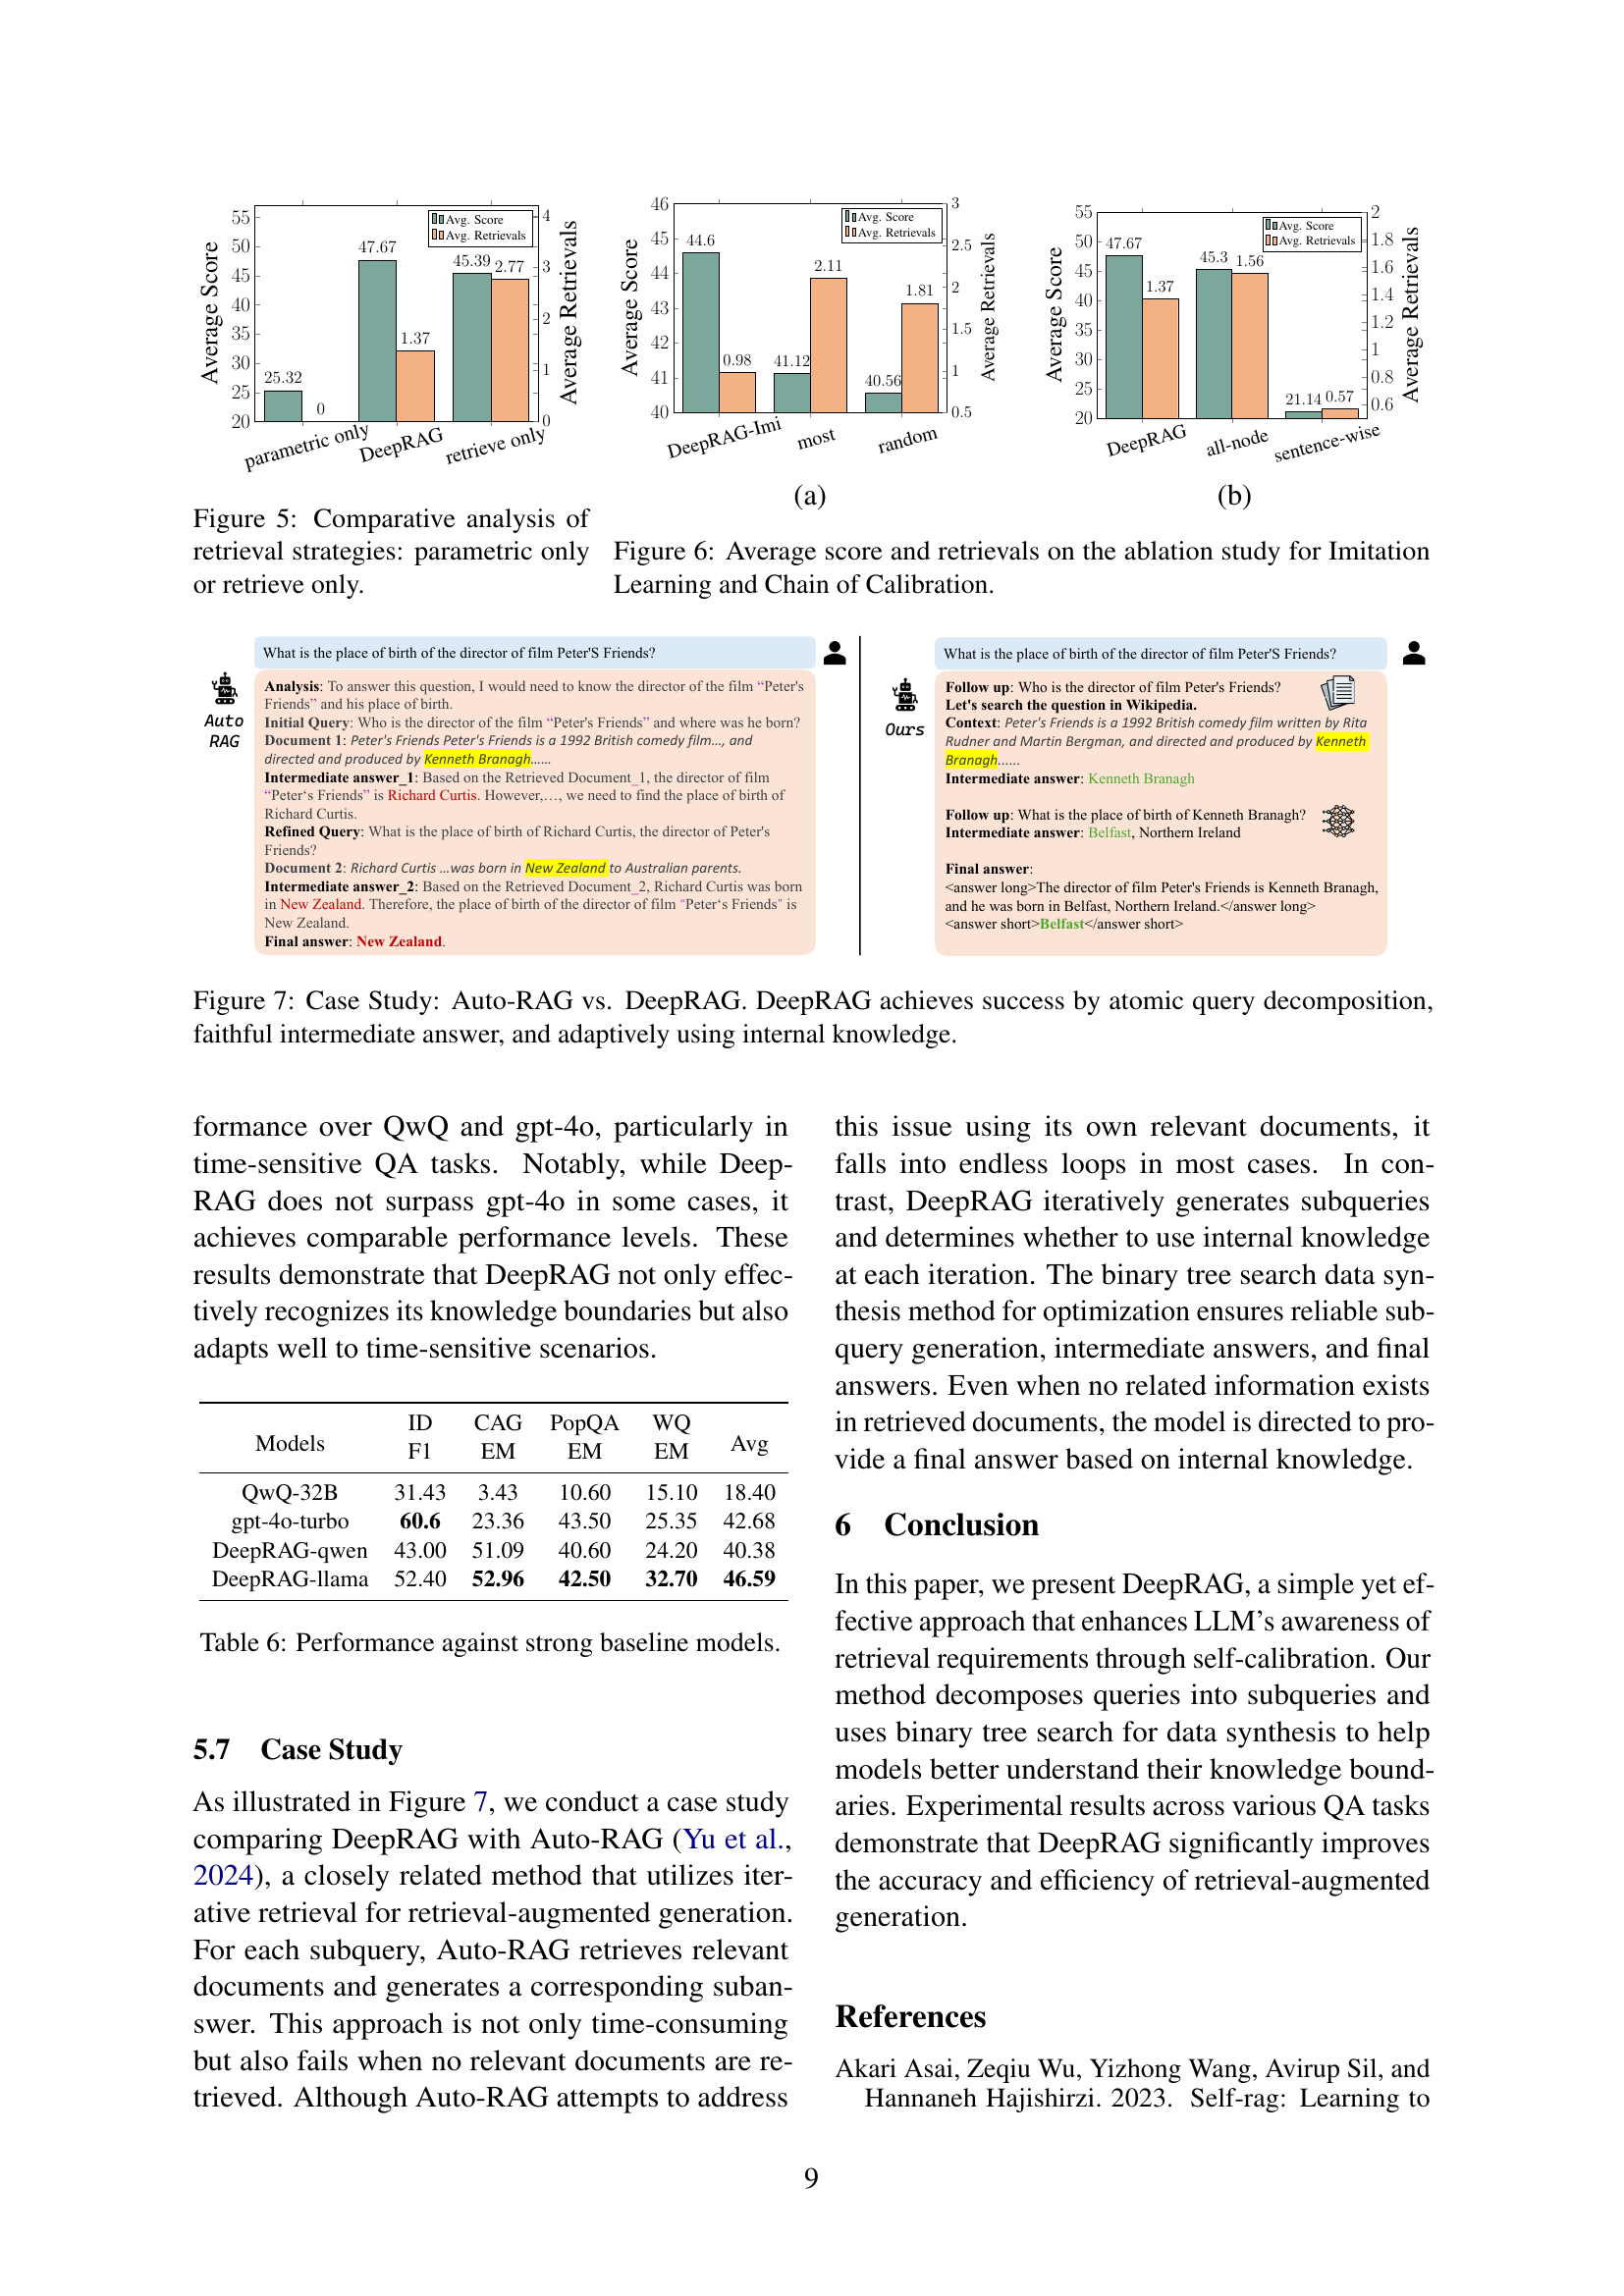 55
50
45
40
35
30
25
20
Average Score
25.32
0
47.67
1.37
45.39
2.77
Avg. Score
Avg. Retrievals
4
3
2
1
0
Average Retrievals
parametric only
DeepRAG
retrieve only
Figure 5: Comparative analysis of
retrieval strategies: parametric only
or retrieve only.
46
45
44
43
42
41
40
Average Score
44.6
0.98
41.12
2.11
40.56
1.81
Avg. Score
Avg. Retrievals
3
2.5
2
1.5
1
0.5
Average Retrievals
DeepRAG-Imi
most
random
(a)
55
50
45
40
35
30
25
20
Average Score
47.67
1.37
45.3
1.56
21.14
0.57
Avg. Score
Avg. Retrievals
2
1.8
1.6
1.4
1.2
1
0.8
0.6
Average Retrievals
DeepRAG
all-node
sentence-wise
(b)
Figure 6: Average score and retrievals on the ablation study for Imitation
Learning and Chain of Calibration.
Auto
RAG
What is the place of birth of the director of film Peter'S Friends?
Analysis: To answer this question, I would need to know the director of the film “Peter's
Friends” and his place of birth.
Initial Query: Who is the director of the film “Peter's Friends” and where was he born?
Document 1: Peter's Friends Peter's Friends is a 1992 British comedy film…, and
directed and produced by Kenneth Branagh……
Intermediate answer_1: Based on the Retrieved Document_1, the director of film
“Peter‘s Friends” is Richard Curtis. However,…, we need to find the place of birth of
Richard Curtis.
Refined Query: What is the place of birth of Richard Curtis, the director of Peter's
Friends?
Document 2: Richard Curtis …was born in New Zealand to Australian parents.
Intermediate answer_2: Based on the Retrieved Document_2, Richard Curtis was born
in New Zealand. Therefore, the place of birth of the director of film "Peter‘s Friends" is
New Zealand.
Final answer: New Zealand.
Ours
What is the place of birth of the director of film Peter'S Friends?
Follow up: Who is the director of film Peter's Friends?
Let's search the question in Wikipedia.
Context: Peter's Friends is a 1992 British comedy film written by Rita
Rudner and Martin Bergman, and directed and produced by Kenneth
Branagh……
Intermediate answer: Kenneth Branagh
Follow up: What is the place of birth of Kenneth Branagh?
Intermediate answer: Belfast, Northern Ireland
Final answer:
<answer long>The director of film Peter's Friends is Kenneth Branagh,
and he was born in Belfast, Northern Ireland.</answer long>
<answer short>Belfast</answer short>
Figure 7: Case Study: Auto-RAG vs. DeepRAG. DeepRAG achieves success by atomic query decomposition,
faithful intermediate answer, and adaptively using internal knowledge.
formance over QwQ and gpt-4o, particularly in
time-sensitive QA tasks. Notably, while Deep-
RAG does not surpass gpt-4o in some cases, it
achieves comparable performance levels. These
results demonstrate that DeepRAG not only effec-
tively recognizes its knowledge boundaries but also
adapts well to time-sensitive scenarios.
Models ID CAG PopQA WQ Avg
F1 EM EM EM
QwQ-32B 31.43 3.43 10.60 15.10 18.40
gpt-4o-turbo 60.6 23.36 43.50 25.35 42.68
DeepRAG-qwen 43.00 51.09 40.60 24.20 40.38
DeepRAG-llama 52.40 52.96 42.50 32.70 46.59
Table 6: Performance against strong baseline models.
5.7 Case Study
As illustrated in Figure 7, we conduct a case study
comparing DeepRAG with Auto-RAG (Yu et al.,
2024), a closely related method that utilizes iter-
ative retrieval for retrieval-augmented generation.
For each subquery, Auto-RAG retrieves relevant
documents and generates a corresponding suban-
swer. This approach is not only time-consuming
but also fails when no relevant documents are re-
trieved. Although Auto-RAG attempts to address
this issue using its own relevant documents, it
falls into endless loops in most cases. In con-
trast, DeepRAG iteratively generates subqueries
and determines whether to use internal knowledge
at each iteration. The binary tree search data syn-
thesis method for optimization ensures reliable sub-
query generation, intermediate answers, and final
answers. Even when no related information exists
in retrieved documents, the model is directed to pro-
vide a final answer based on internal knowledge.
6 Conclusion
In this paper, we present DeepRAG, a simple yet ef-
fective approach that enhances LLM’s awareness of
retrieval requirements through self-calibration. Our
method decomposes queries into subqueries and
uses binary tree search for data synthesis to help
models better understand their knowledge bound-
aries. Experimental results across various QA tasks
demonstrate that DeepRAG significantly improves
the accuracy and efficiency of retrieval-augmented
generation.
References
Akari Asai, Zeqiu Wu, Yizhong Wang, Avirup Sil, and
Hannaneh Hajishirzi. 2023. Self-rag: Learning to
9